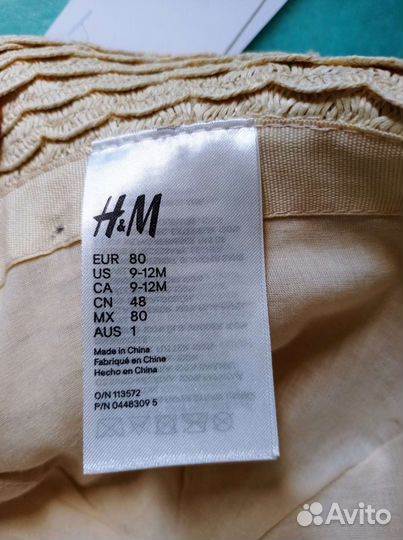 H&M
EUR 80
US 9-12M
CA 9-12M
CN 48
MX 80
AUS 1
Made in China
Fabriqué en China
Hecho en China
O/N 113572
P/N 0448309 5
Avito